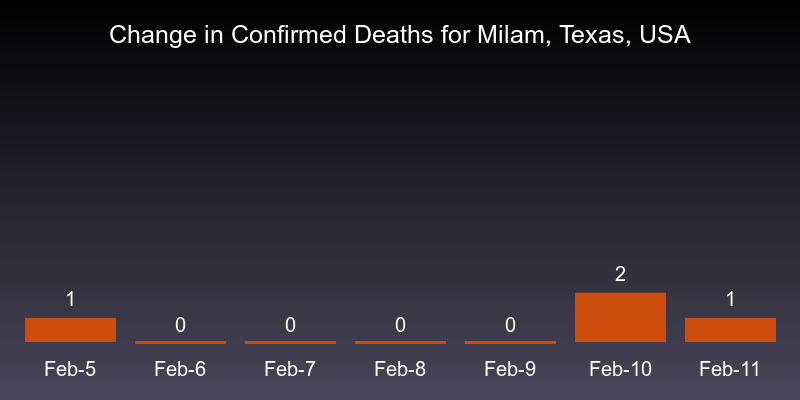 Change in Confirmed Deaths for Milam, Texas, USA
1
0
0
0
0
2
1
Feb-5
Feb-6
Feb-7
Feb-8
Feb-9
Feb-10
Feb-11